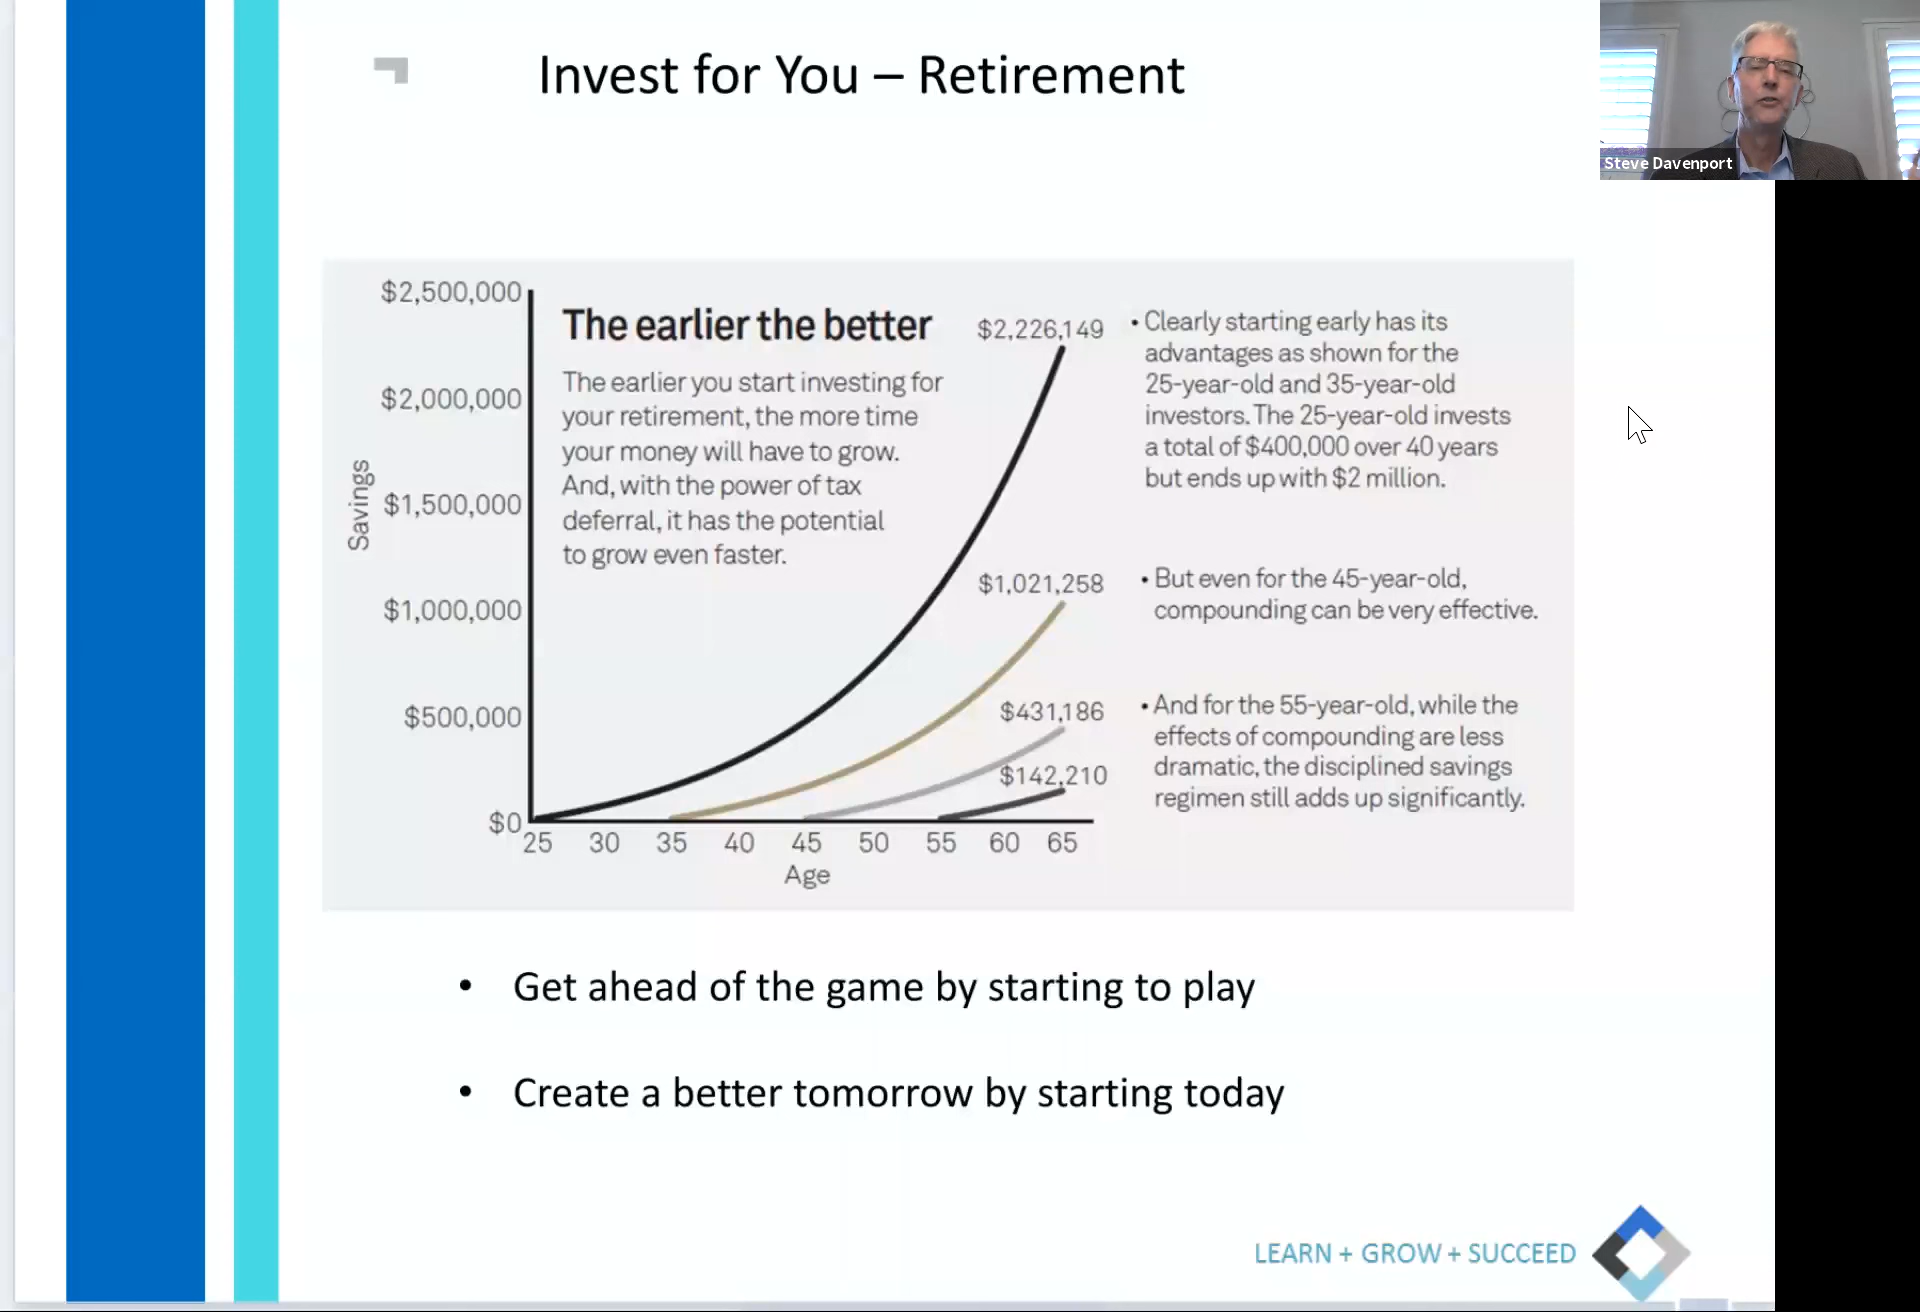 Invest for You – Retirement
Steve Davenport
$2,500,000
$2,000,000
$1,500,000
$1,000,000
$500,000
$0
Savings
The earlier the better
The earlier you start investing for
your retirement, the more time
your money will have to grow.
And, with the power of tax
deferral, it has the potential
to grow even faster.
$2,226,149
$1,021,258
$431,186
$142,210
25 30 35 40 45 50 55 60 65
Age
• Clearly starting early has its
advantages as shown for the
25-year-old and 35-year-old
investors. The 25-year-old invests
a total of $400,000 over 40 years
but ends up with $2 million.
• But even for the 45-year-old,
compounding can be very effective.
• And for the 55-year-old, while the
effects of compounding are less
dramatic, the disciplined savings
regimen still adds up significantly.
• Get ahead of the game by starting to play
• Create a better tomorrow by starting today
LEARN + GROW + SUCCEED